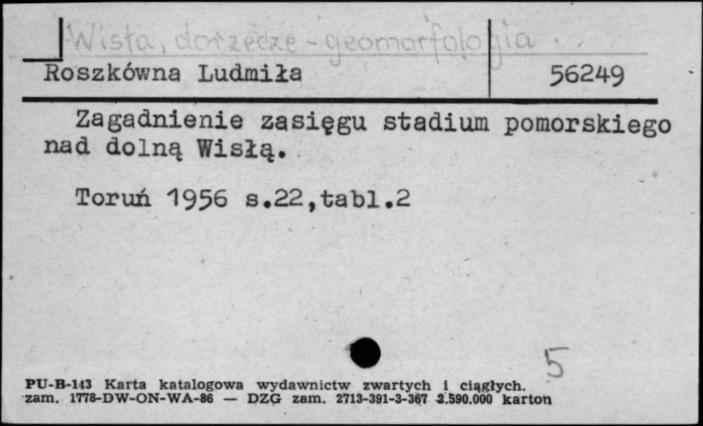 Wisła, dorzecze - geomorfologia
Roszkówna Ludmiła 56249
Zagadnienie zasięgu stadium pomorskiego
nad dolną Wisłą.
Toruń 1956 s.22,tabl.2
5
PU-B-143 Karta katalogowa wydawnictw zwartych i ciągłych.
zam. 1778-DW-ON-WA-86 — DZG zam. 2713-391-3-367 2.590.000 karton